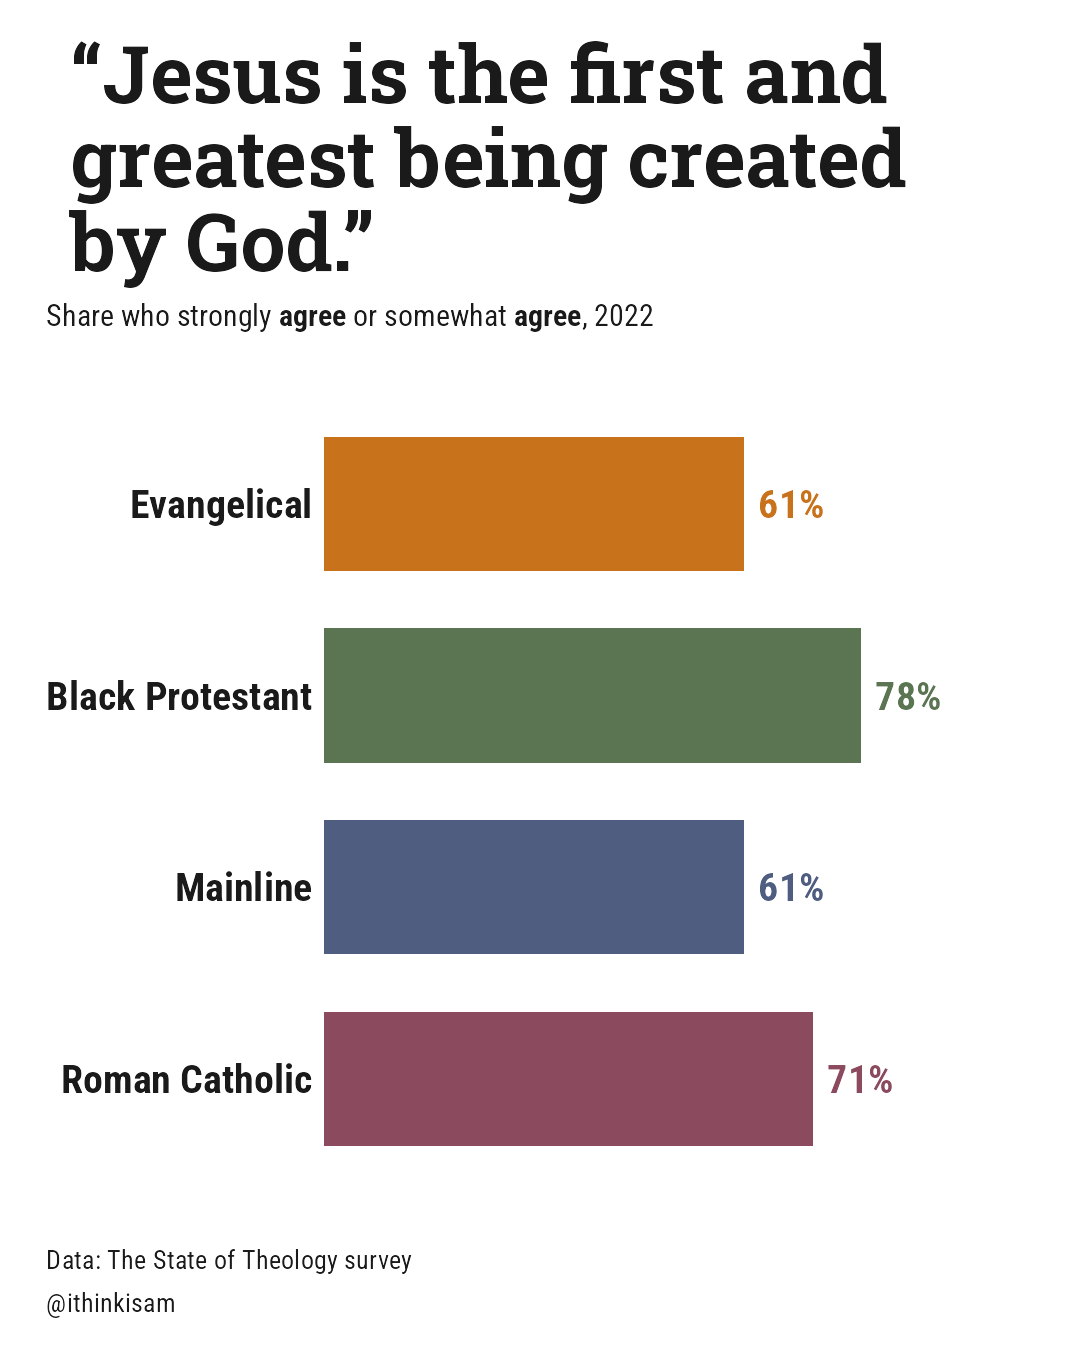 “Jesus is the first and
greatest being created
by God.”
Share who strongly agree or somewhat agree, 2022
Evangelical 61%
Black Protestant 78%
Mainline 61%
Roman Catholic 71%
Data: The State of Theology survey
@ithinkisam